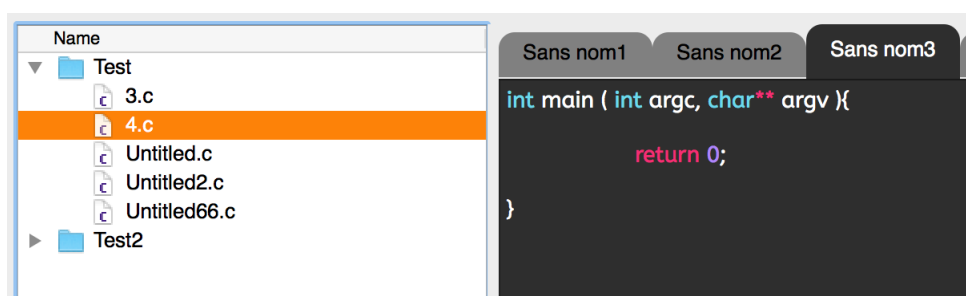 Name
Test
3.c
4.c
Untitled.c
Untitled2.c
Untitled66.c
Test2
Sans nom1 Sans nom2 Sans nom3
int main ( int argc, char** argv ){
return 0;
}